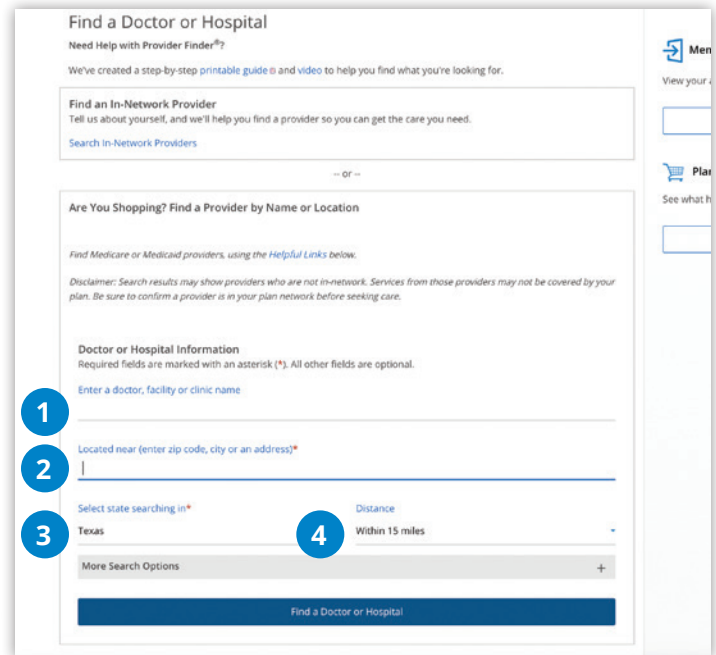 Find a Doctor or Hospital
Need Help with Provider Finder®?
We've created a step-by-step printable guide and video to help you find what you're looking for.
Find an In-Network Provider
Tell us about yourself, and we'll help you find a provider so you can get the care you need.
Search In-Network Providers
-- or --
Are You Shopping? Find a Provider by Name or Location
Find Medicare or Medicaid providers, using the Helpful Links below.
Disclaimer: Search results may show providers who are not in-network. Services from those providers may not be covered by your
plan. Be sure to confirm a provider is in your plan network before seeking care.
Doctor or Hospital Information
Required fields are marked with an asterisk (*). All other fields are optional.
Enter a doctor, facility or clinic name
1
Located near (enter zip code, city or an address)*
2
Select state searching in*
Distance
3
Texas
4
Within 15 miles
More Search Options +
Find a Doctor or Hospital
Men
View your a
Plan
See what h